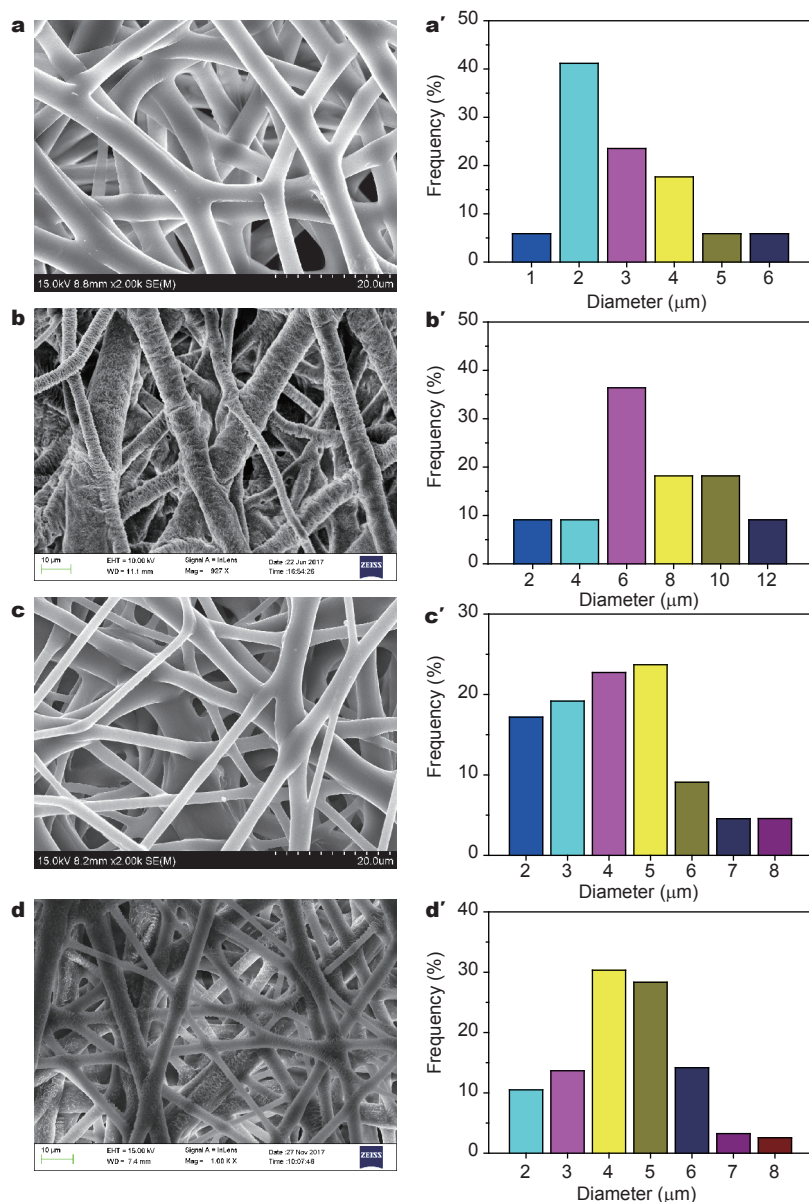 a
15.0kV 8.8mm x2.00k SE(M)
20.0um
a′
50
40
30
20
10
0
Frequency (%)
1 2 3 4 5 6
Diameter (μm)
b
10 μm
EHT = 10.00 kV
WD = 11.1 mm
Signal A = InLens
Mag = 927 X
Date :22 Jun 2017
Time :16:54:26
ZEISS
b′
50
40
30
20
10
0
Frequency (%)
2 4 6 8 10 12
Diameter (μm)
c
15.0kV 8.2mm x2.00k SE(M)
20.0um
c′
30
20
10
0
Frequency (%)
2 3 4 5 6 7 8
Diameter (μm)
d
10 μm
EHT = 15.00 kV
WD = 7.4 mm
Signal A = InLens
Mag = 1.00 K X
Date :27 Nov 2017
Time :10:07:46
ZEISS
d′
40
30
20
10
0
Frequency (%)
2 3 4 5 6 7 8
Diameter (μm)